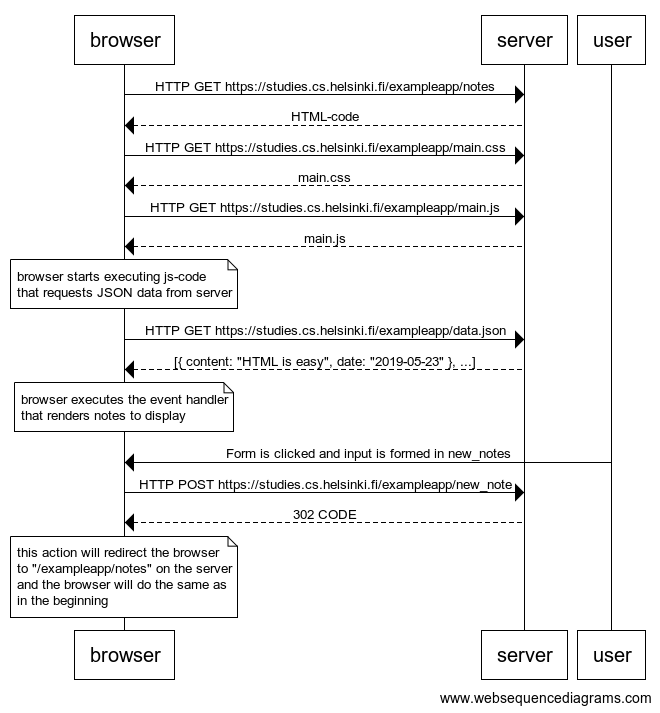 browser
server
user
HTTP GET https://studies.cs.helsinki.fi/exampleapp/notes
HTML-code
HTTP GET https://studies.cs.helsinki.fi/exampleapp/main.css
main.css
HTTP GET https://studies.cs.helsinki.fi/exampleapp/main.js
main.js
browser starts executing js-code
that requests JSON data from server
HTTP GET https://studies.cs.helsinki.fi/exampleapp/data.json
[{ content: "HTML is easy", date: "2019-05-23" }, ...]
browser executes the event handler
that renders notes to display
Form is clicked and input is formed in new_notes
HTTP POST https://studies.cs.helsinki.fi/exampleapp/new_note
302 CODE
this action will redirect the browser
to "/exampleapp/notes" on the server
and the browser will do the same as
in the beginning
browser
server
user
www.websequencediagrams.com